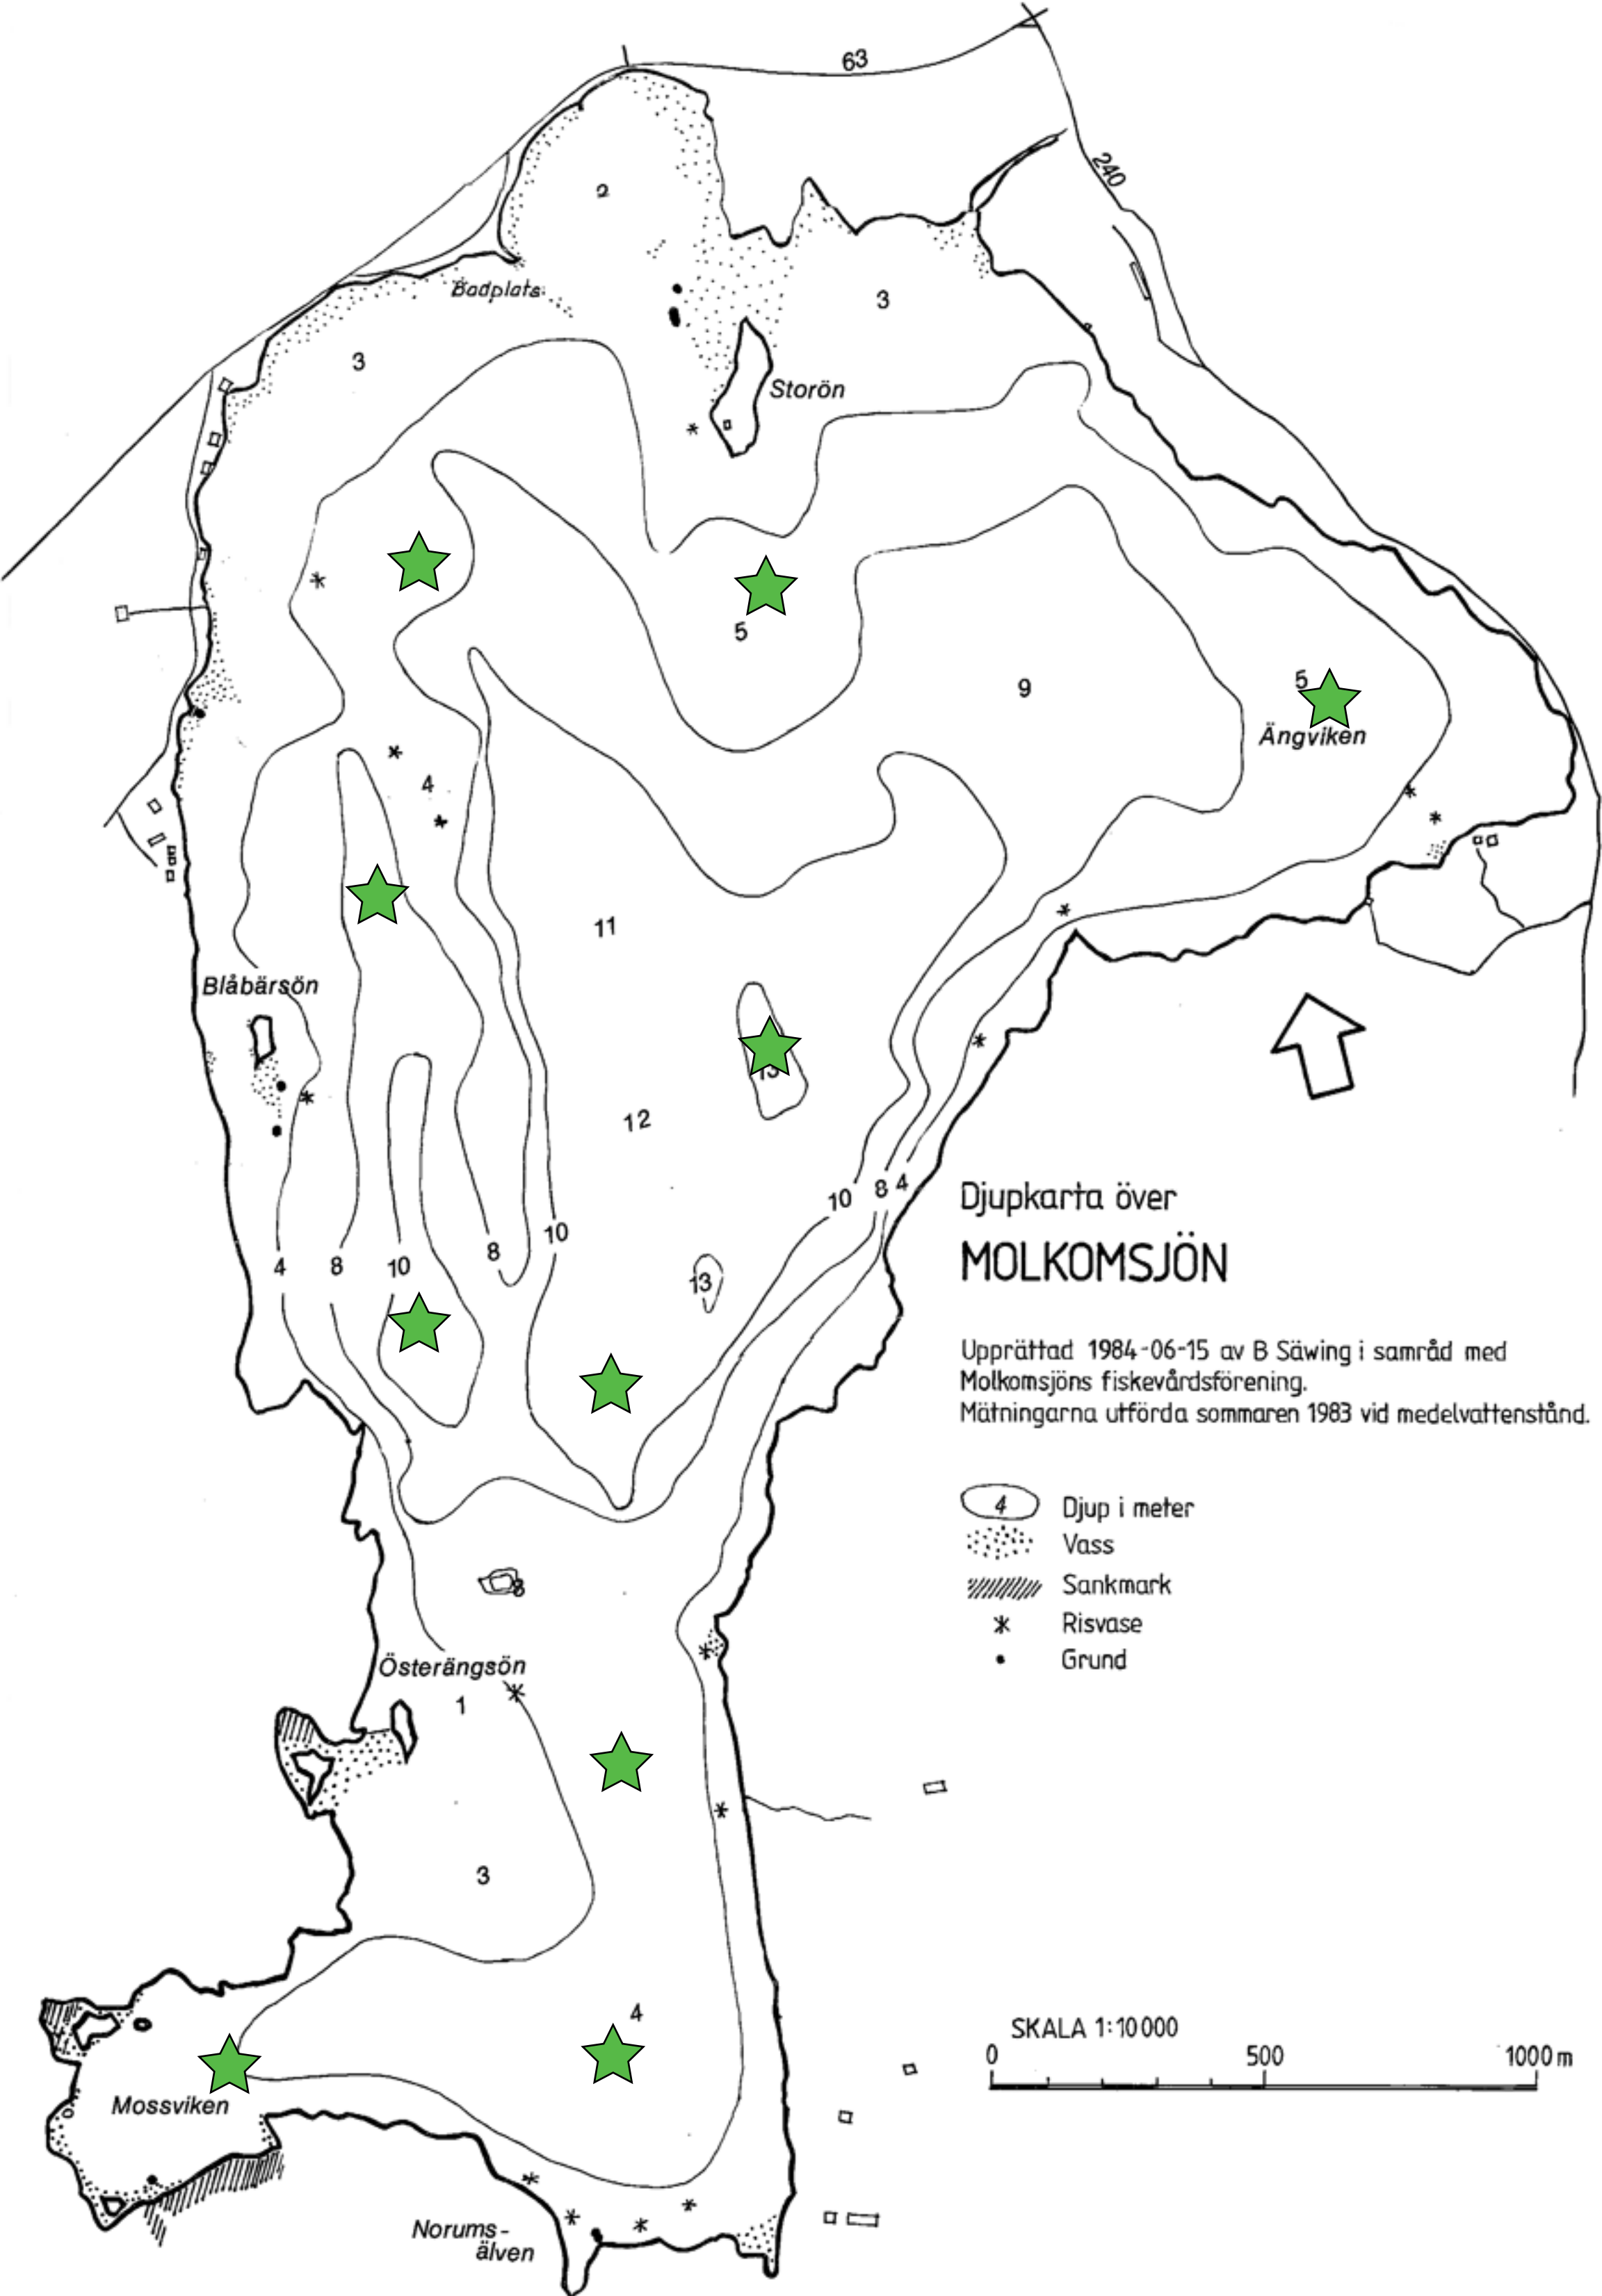 63
240
2
Badplats
3
3
Storön
5
9
5
Ängviken
4
11
Blåbärsön
13
12
10
8
4
10
8
4
8
10
13
Djupkarta över
MOLKOMSJÖN
Upprättad 1984-06-15 av B Säwing i samråd med
Molkomsjöns fiskevårdsförening.
Mätningarna utförda sommaren 1983 vid medelvattenstånd.
4 Djup i meter
Vass
Sankmark
Risvase
Grund
8
Österängsön
1
3
4
SKALA 1:10 000
0 500 1000 m
Mossviken
Norums-
älven